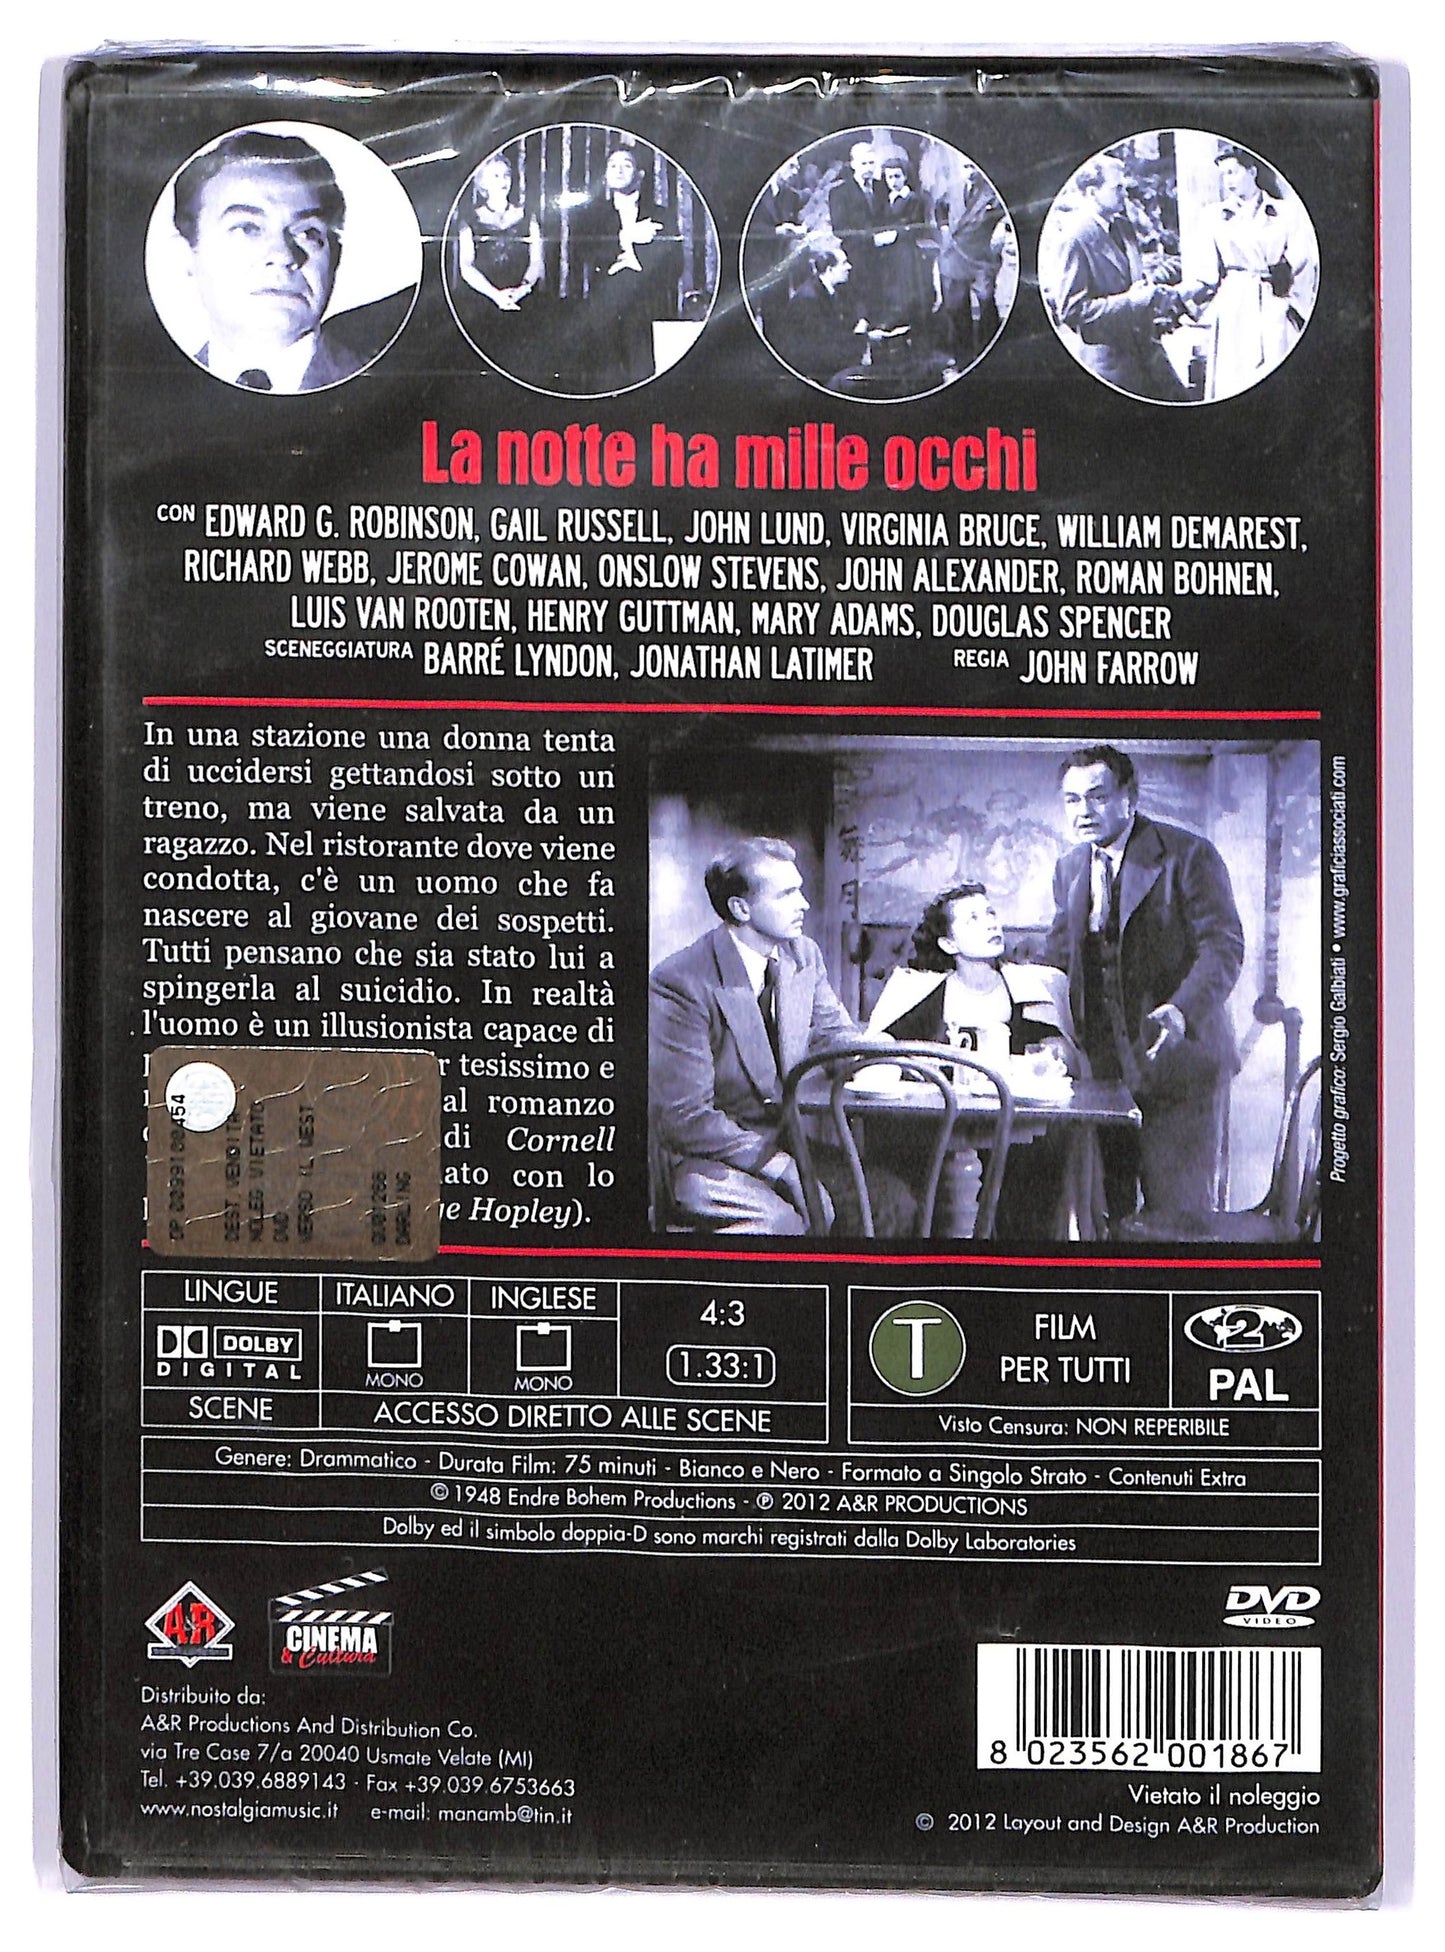 La notte ha mille occhi
CON EDWARD G. ROBINSON, GAIL RUSSELL, JOHN LUND, VIRGINIA BRUCE, WILLIAM DEMAREST,
RICHARD WEBB, JEROME COWAN, ONSLOW STEVENS, JOHN ALEXANDER, ROMAN BOHNEN,
LUIS VAN ROOTEN, HENRY GUTTMAN, MARY ADAMS, DOUGLAS SPENCER
SCENEGGIATURA BARRÉ LYNDON, JONATHAN LATIMER REGIA JOHN FARROW
In una stazione una donna tenta
di uccidersi gettandosi sotto un
treno, ma viene salvata da un
ragazzo. Nel ristorante dove viene
condotta, c'è un uomo che fa
nascere al giovane dei sospetti.
Tutti pensano che sia stato lui a
spingerla al suicidio. In realtà
l'uomo è un illusionista capace di
tesissimo e
al romanzo
di Cornell
con lo
Hopley).
Progetto grafico: Sergio Galbiati • www.graficiassociati.com
DEST VENDITA
NOLEG VIETATO
DVD
VERSO IL WEST
DARLING
LINGUE ITALIANO INGLESE
DOLBY
DIGITAL
MONO MONO
4:3
1.33:1
SCENE ACCESSO DIRETTO ALLE SCENE
T FILM
PER TUTTI
2
PAL
Visto Censura: NON REPERIBILE
Genere: Drammatico - Durata Film: 75 minuti - Bianco e Nero - Formato a Singolo Strato - Contenuti Extra
© 1948 Endre Bohem Productions - ℗ 2012 A&R PRODUCTIONS
Dolby ed il simbolo doppia-D sono marchi registrati dalla Dolby Laboratories
A&R
CINEMA
& Cultura
DVD
VIDEO
Distribuito da:
A&R Productions And Distribution Co.
via Tre Case 7/a 20040 Usmate Velate (MI)
Tel. +39.039.6889143 - Fax +39.039.6753663
www.nostalgiamusic.it e-mail: manamb@tin.it
8 023562 001867
Vietato il noleggio
© 2012 Layout and Design A&R Production